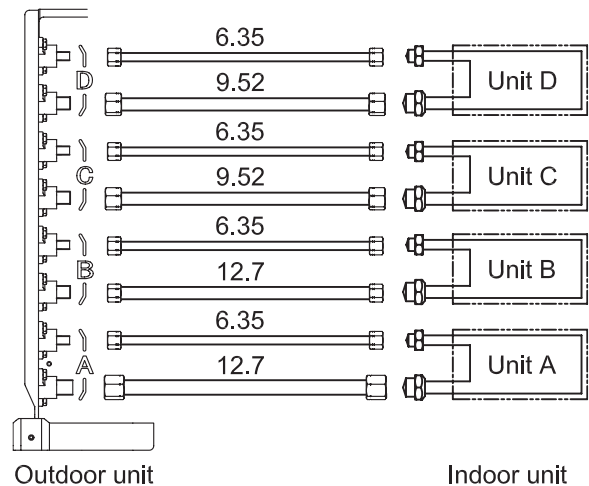 6.35
D
9.52
Unit D
6.35
C
9.52
Unit C
6.35
B
12.7
Unit B
6.35
A
12.7
Unit A
Outdoor unit
Indoor unit